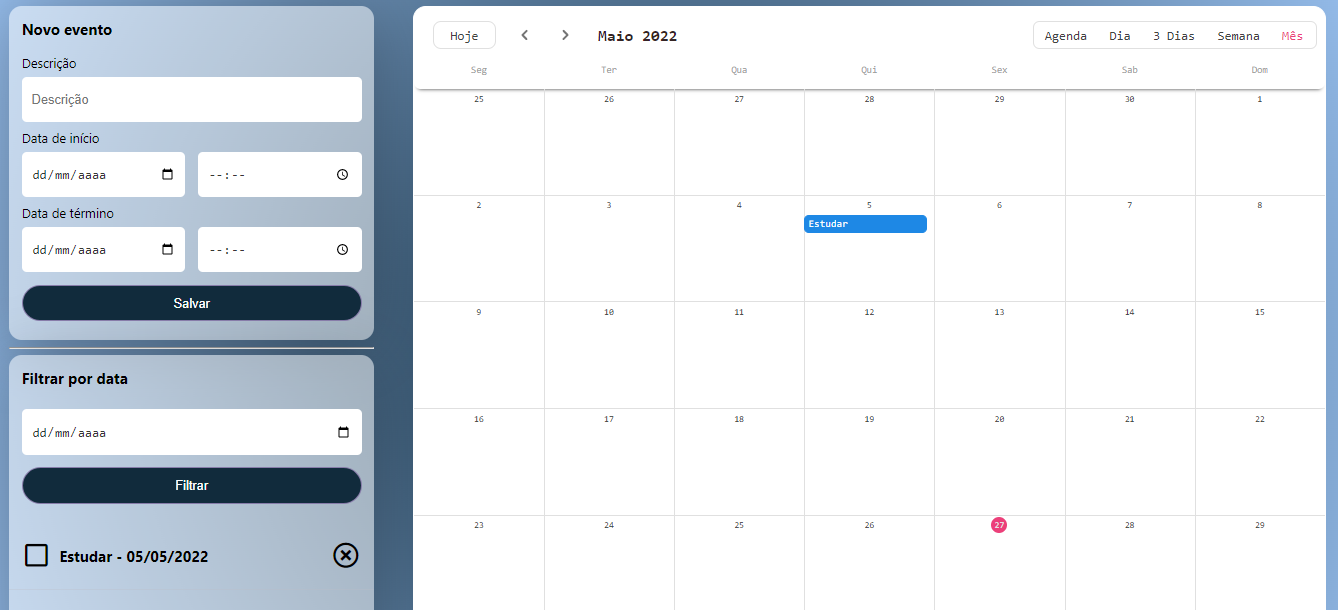 Novo evento
Descrição
Descrição
Data de início
dd/mm/aaaa --:--
Data de término
dd/mm/aaaa --:--
Salvar
Filtrar por data
dd/mm/aaaa
Filtrar
Estudar - 05/05/2022
Hoje Maio 2022 Agenda Dia 3 Dias Semana Mês
Seg Ter Qua Qui Sex Sab Dom
25 26 27 28 29 30 1
2 3 4 5 6 7 8
Estudar
9 10 11 12 13 14 15
16 17 18 19 20 21 22
23 24 25 26 27 28 29